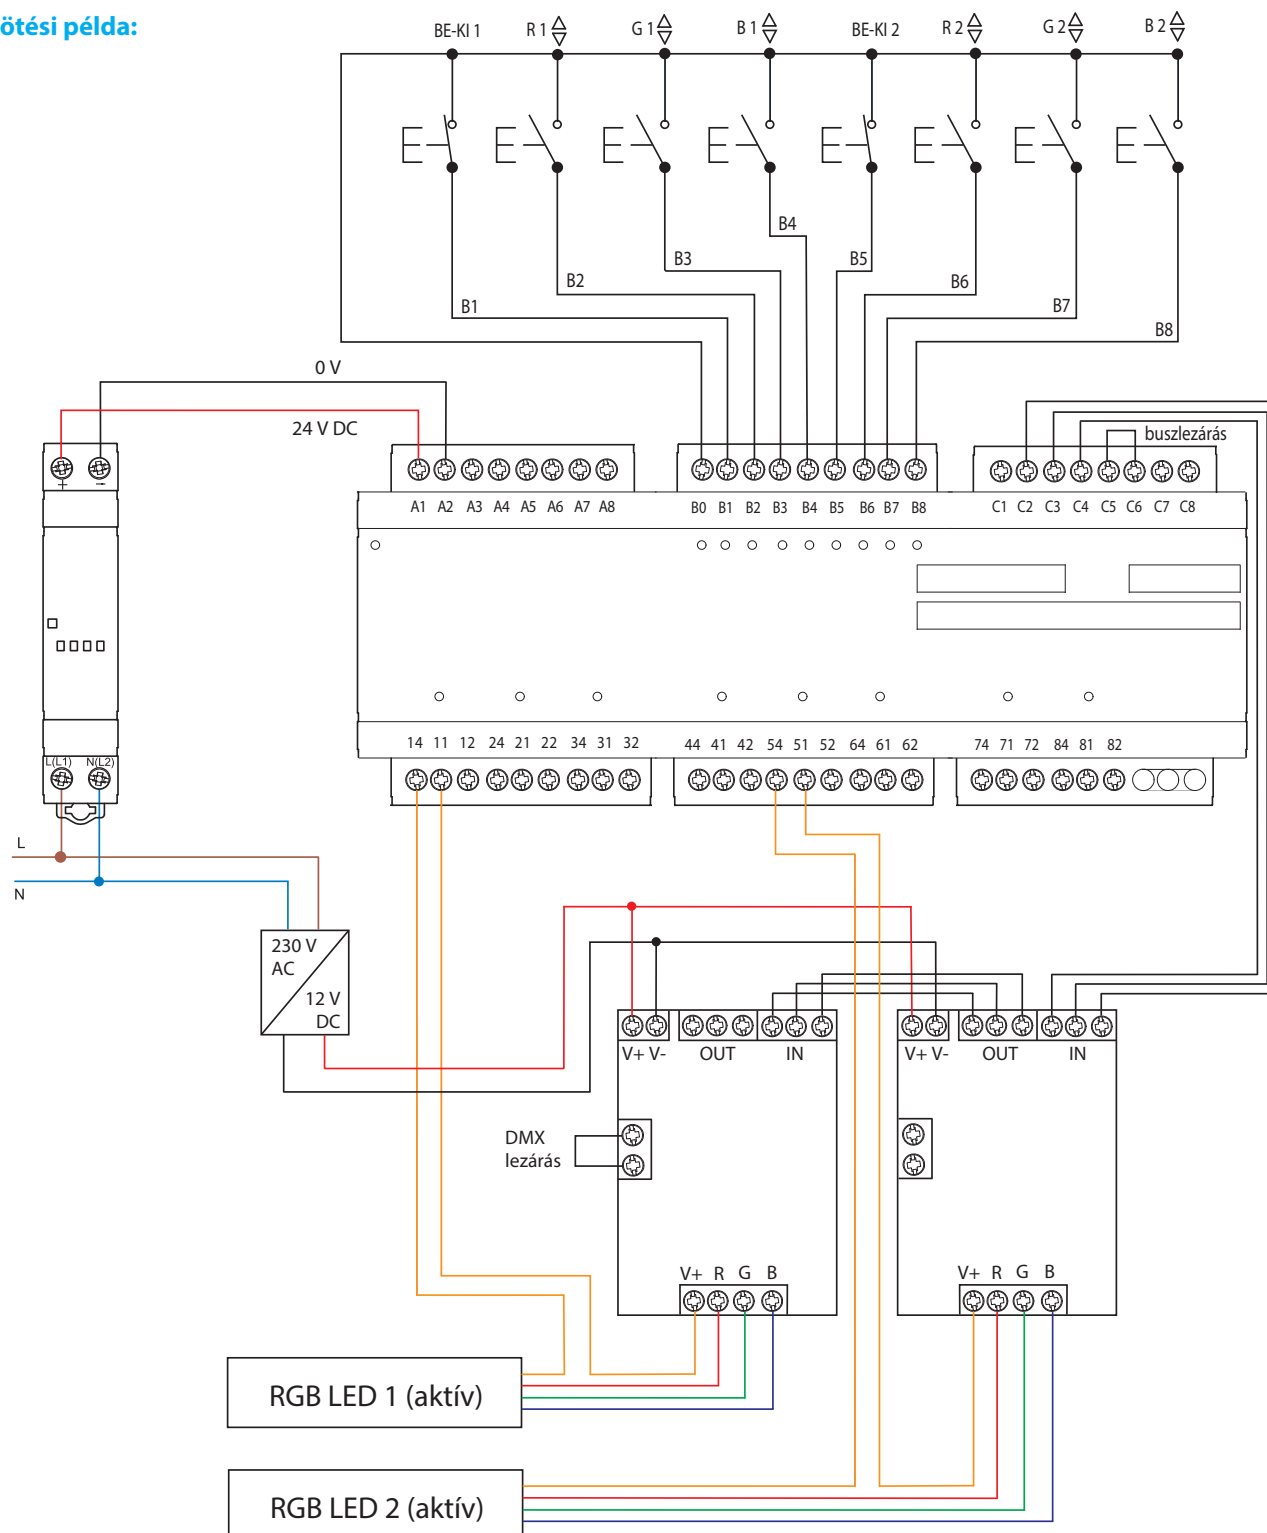 ötési példa:
BE-KI 1 R 1 G 1 B 1 BE-KI 2 R 2 G 2 B 2
B4
B3 B5
B2 B6
B1 B7
B8
0 V
24 V DC
buszlezárás
+ -
A1 A2 A3 A4 A5 A6 A7 A8 B0 B1 B2 B3 B4 B5 B6 B7 B8 C1 C2 C3 C4 C5 C6 C7 C8
14 11 12 24 21 22 34 31 32 44 41 42 54 51 52 64 61 62 74 71 72 84 81 82
L(L1) N(L2)
L
N
230 V
AC
12 V
DC
V+ V- OUT IN V+ V- OUT IN
DMX
lezárás
V+ R G B V+ R G B
RGB LED 1 (aktív)
RGB LED 2 (aktív)